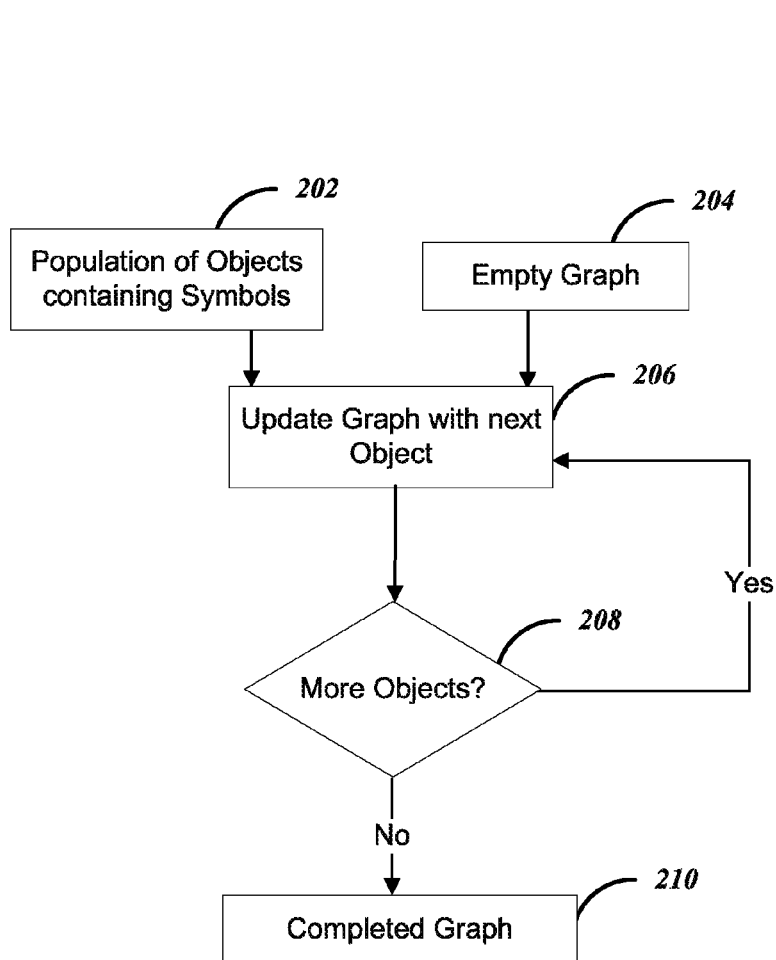 202
Population of Objects
containing Symbols
204
Empty Graph
206
Update Graph with next
Object
Yes
208
More Objects?
No
210
Completed Graph